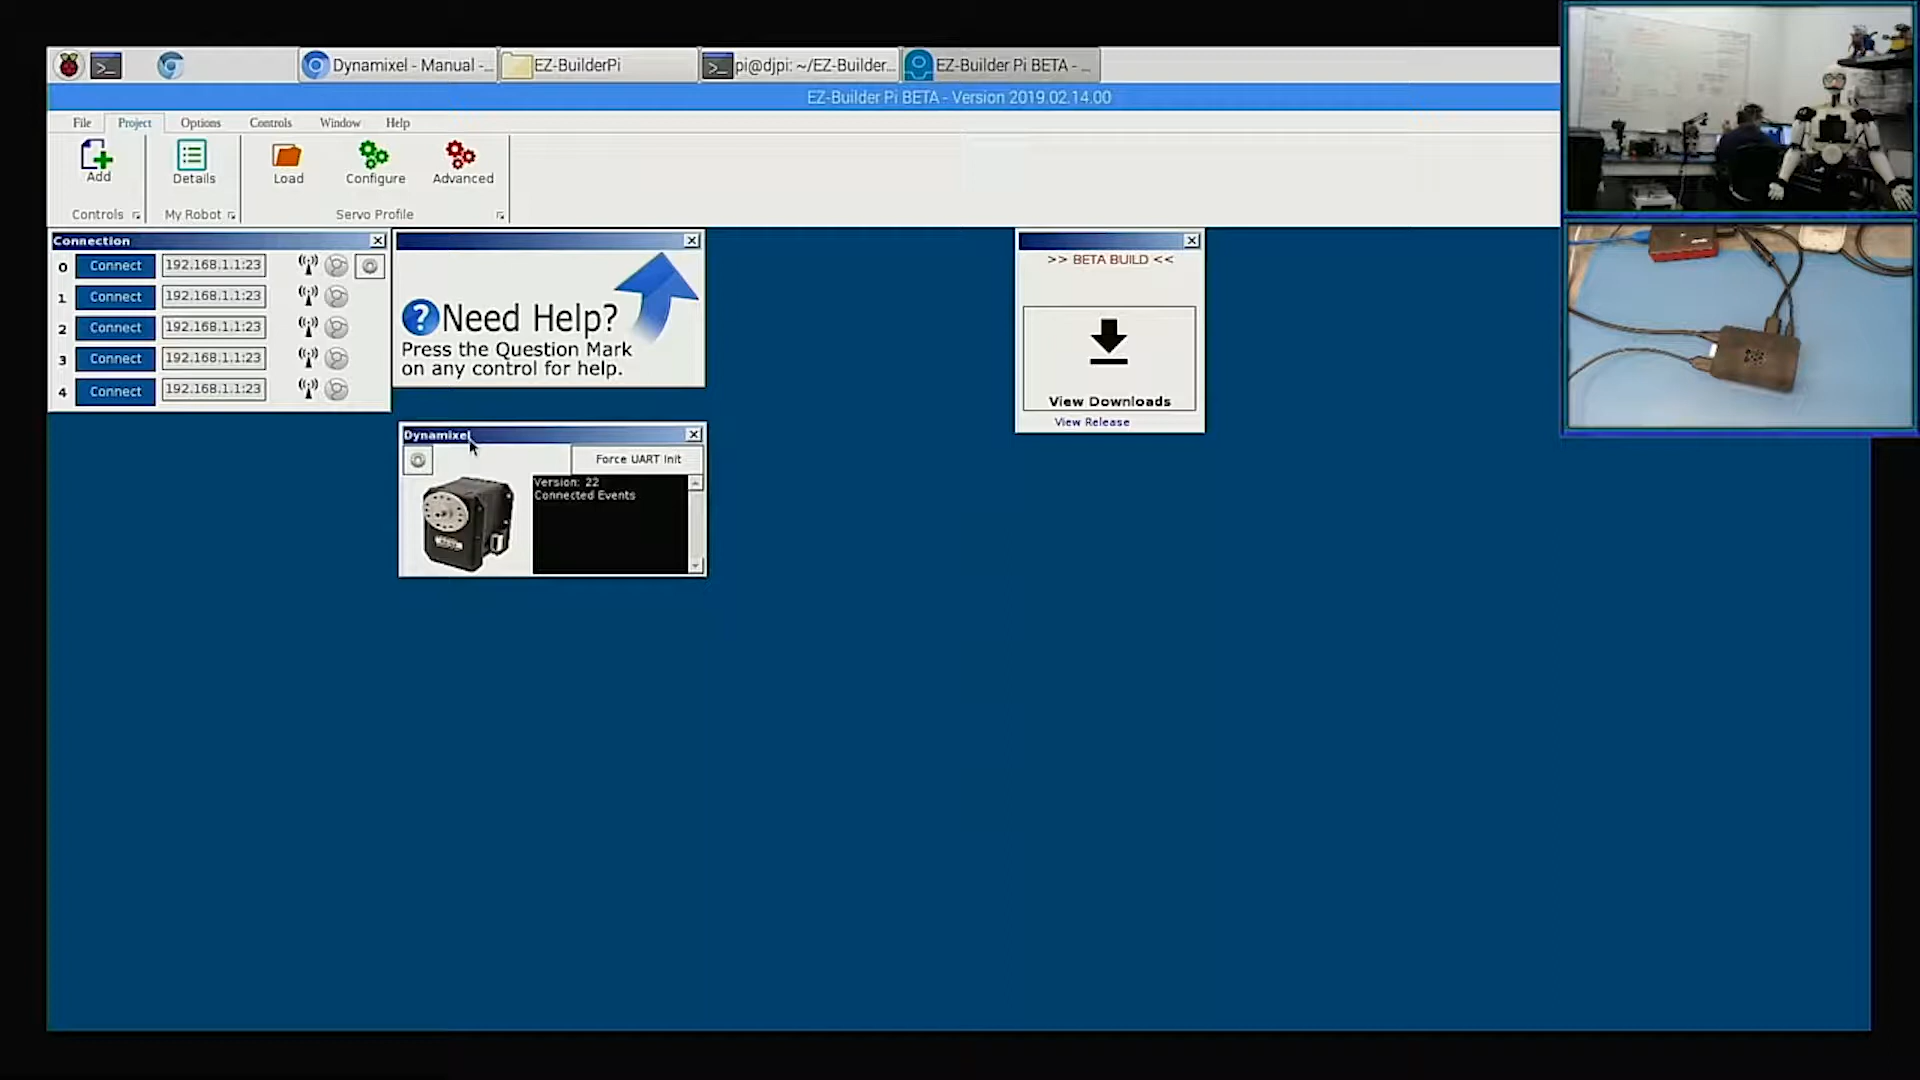 Dynamixel - Manual -...
EZ-BuilderPi
pi@djpi: ~/EZ-Builder...
EZ-Builder Pi BETA - ...
EZ-Builder Pi BETA - Version 2019.02.14.00
File Project Options Controls Window Help
Add Details Load Configure Advanced
Controls My Robot Servo Profile
Connection
0 Connect 192.168.1.1:23
1 Connect 192.168.1.1:23
2 Connect 192.168.1.1:23
3 Connect 192.168.1.1:23
4 Connect 192.168.1.1:23
? Need Help?
Press the Question Mark
on any control for help.
>> BETA BUILD <<
View Downloads
View Release
Dynamixel
Force UART Init
Version: 22
Connected Events